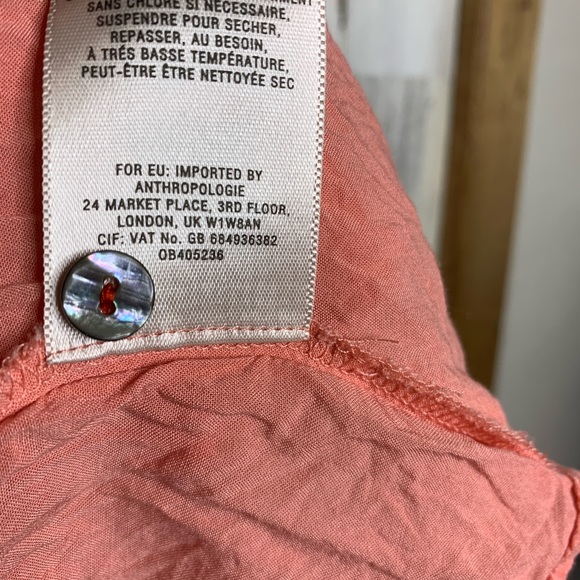 SANS CHLORE SI NÉCESSAIRE,
SUSPENDRE POUR SÉCHER,
REPASSER, AU BESOIN,
À TRÉS BASSE TEMPÉRATURE,
PEUT-ÊTRE ÊTRE NETTOYÉE SEC
FOR EU: IMPORTED BY
ANTHROPOLOGIE
24 MARKET PLACE, 3RD FLOOR,
LONDON, UK W1W8AN
CIF: VAT No. GB 684936382
OB405236